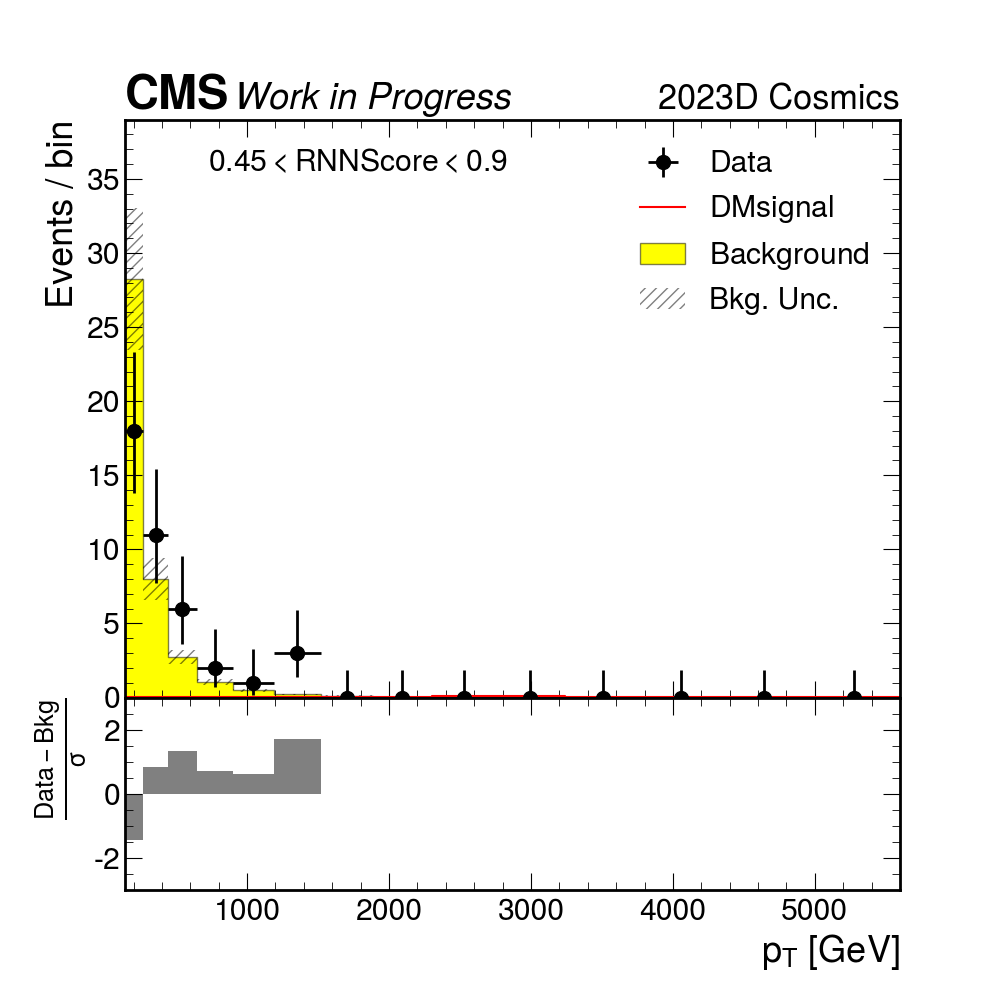 CMS Work in Progress 2023D Cosmics
Events / bin
0.45 < RNNScore < 0.9
Data
DMsignal
Background
Bkg. Unc.
35
30
25
20
15
10
5
0
Data − Bkg
σ
2
0
-2
1000 2000 3000 4000 5000
pT [GeV]